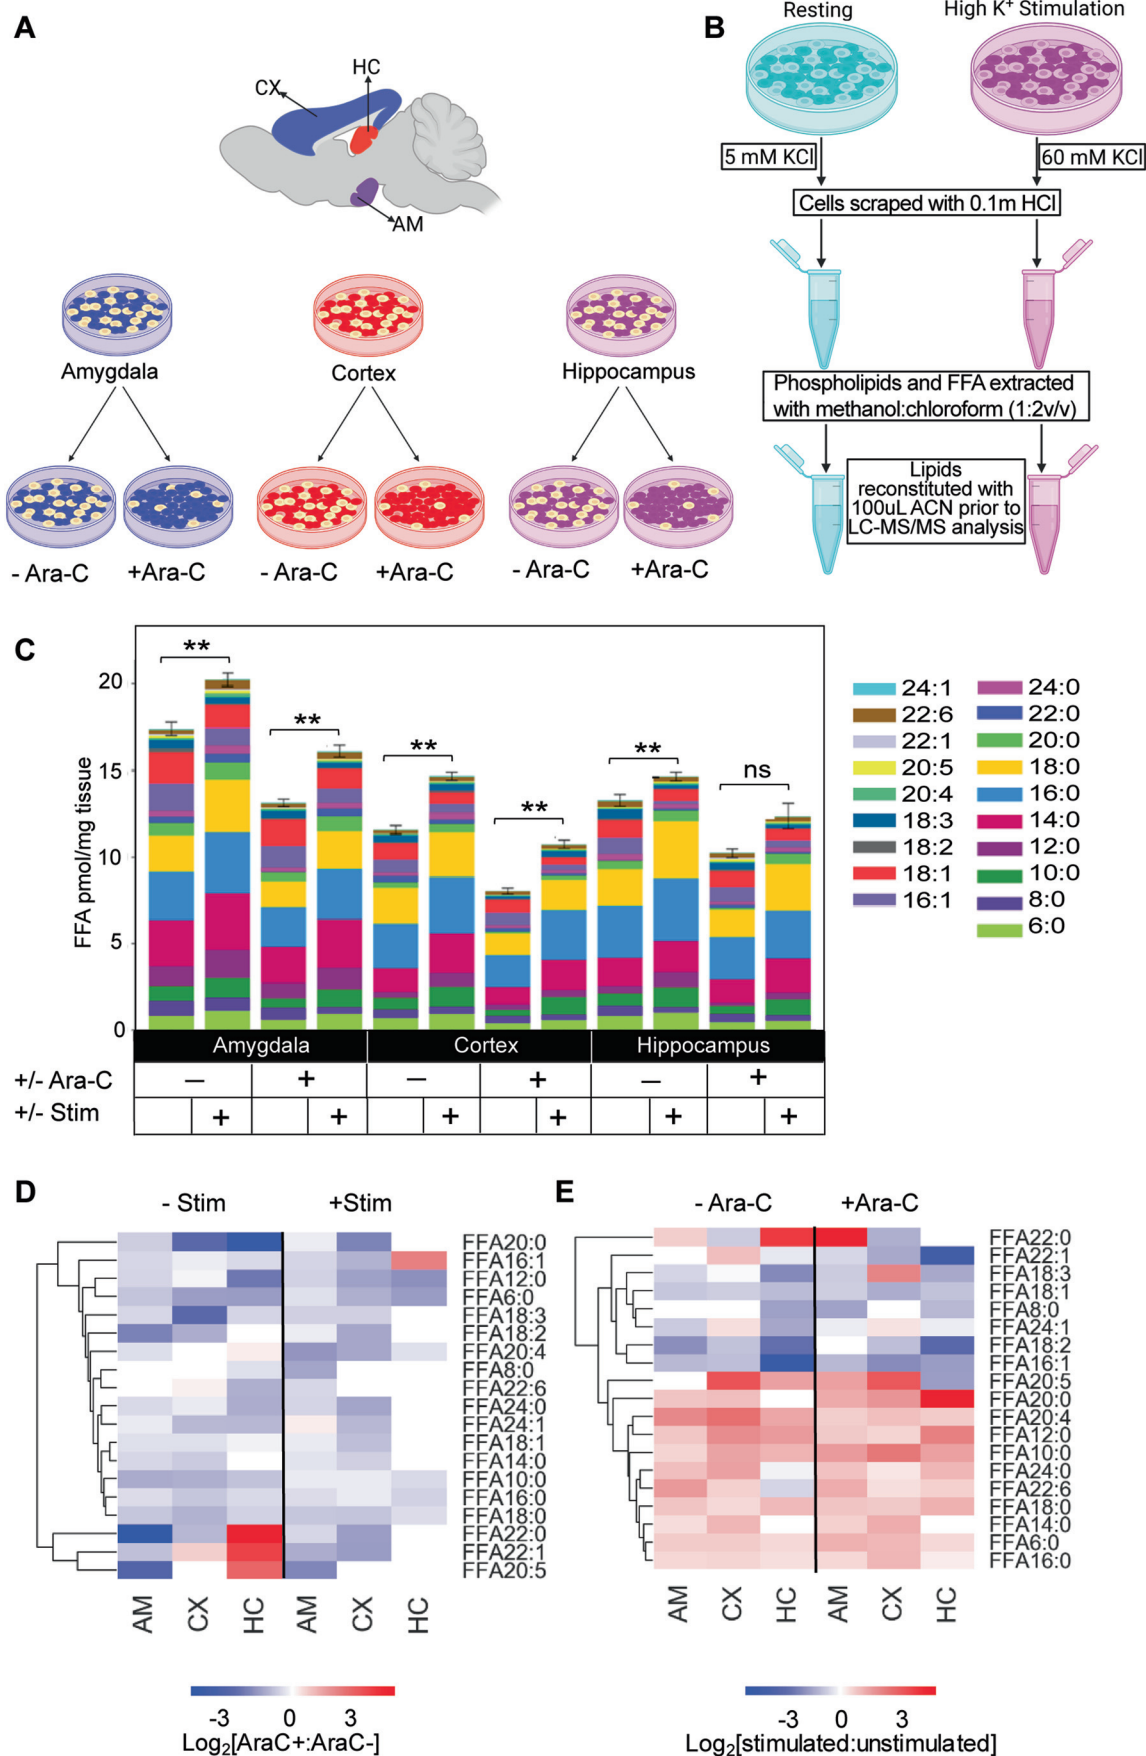 A
CX
HC
AM
Amygdala
Cortex
Hippocampus
- Ara-C
+Ara-C
- Ara-C
+Ara-C
- Ara-C
+Ara-C
B
Resting
High K+ Stimulation
5 mM KCl
60 mM KCl
Cells scraped with 0.1m HCl
Phospholipids and FFA extracted
with methanol:chloroform (1:2v/v)
Lipids
reconstituted with
100uL ACN prior to
LC-MS/MS analysis
C
FFA pmol/mg tissue
20
15
10
5
0
**
**
**
**
**
ns
24:1
22:6
22:1
20:5
20:4
18:3
18:2
18:1
16:1
24:0
22:0
20:0
18:0
16:0
14:0
12:0
10:0
8:0
6:0
Amygdala Cortex Hippocampus
+/- Ara-C − + − + − +
+/- Stim + + + + + +
D
- Stim +Stim
FFA20:0
FFA16:1
FFA12:0
FFA6:0
FFA18:3
FFA18:2
FFA20:4
FFA8:0
FFA22:6
FFA24:0
FFA24:1
FFA18:1
FFA14:0
FFA10:0
FFA16:0
FFA18:0
FFA22:0
FFA22:1
FFA20:5
AM CX HC AM CX HC
-3 0 3
Log2[AraC+:AraC-]
E
- Ara-C +Ara-C
FFA22:0
FFA22:1
FFA18:3
FFA18:1
FFA8:0
FFA24:1
FFA18:2
FFA16:1
FFA20:5
FFA20:0
FFA20:4
FFA12:0
FFA10:0
FFA24:0
FFA22:6
FFA18:0
FFA14:0
FFA6:0
FFA16:0
AM CX HC AM CX HC
-3 0 3
Log2[stimulated:unstimulated]